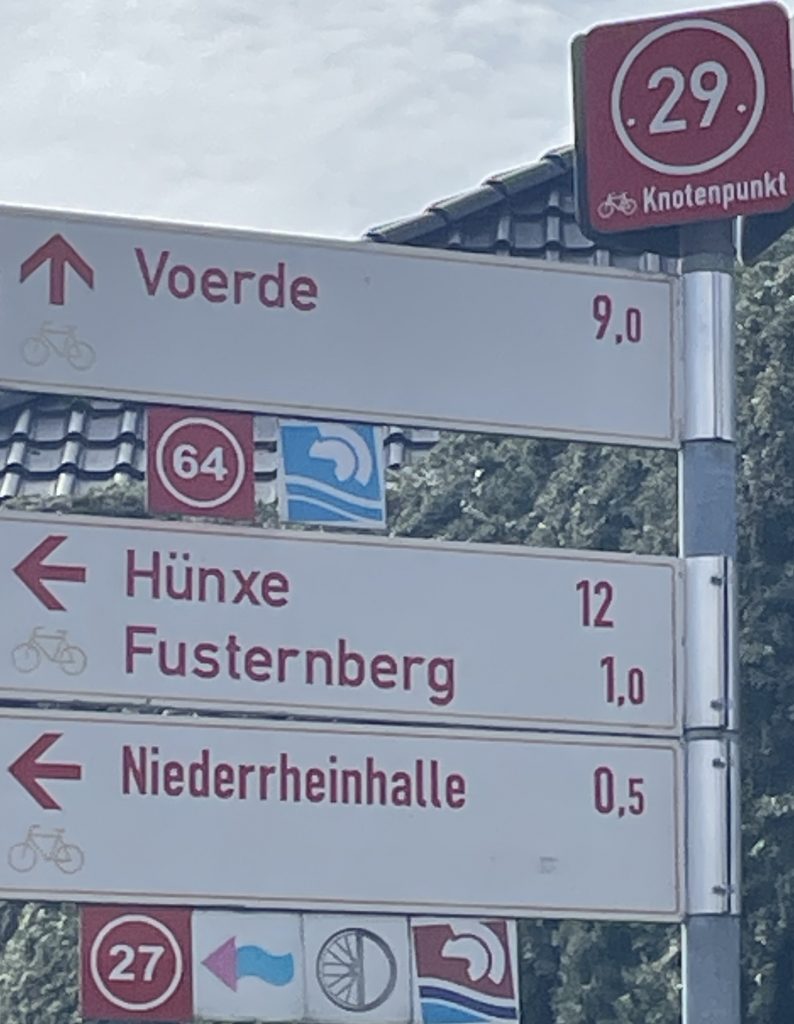 29
Knotenpunkt
Voerde 9,0
64
Hünxe 12
Fusternberg 1,0
Niederrheinhalle 0,5
27